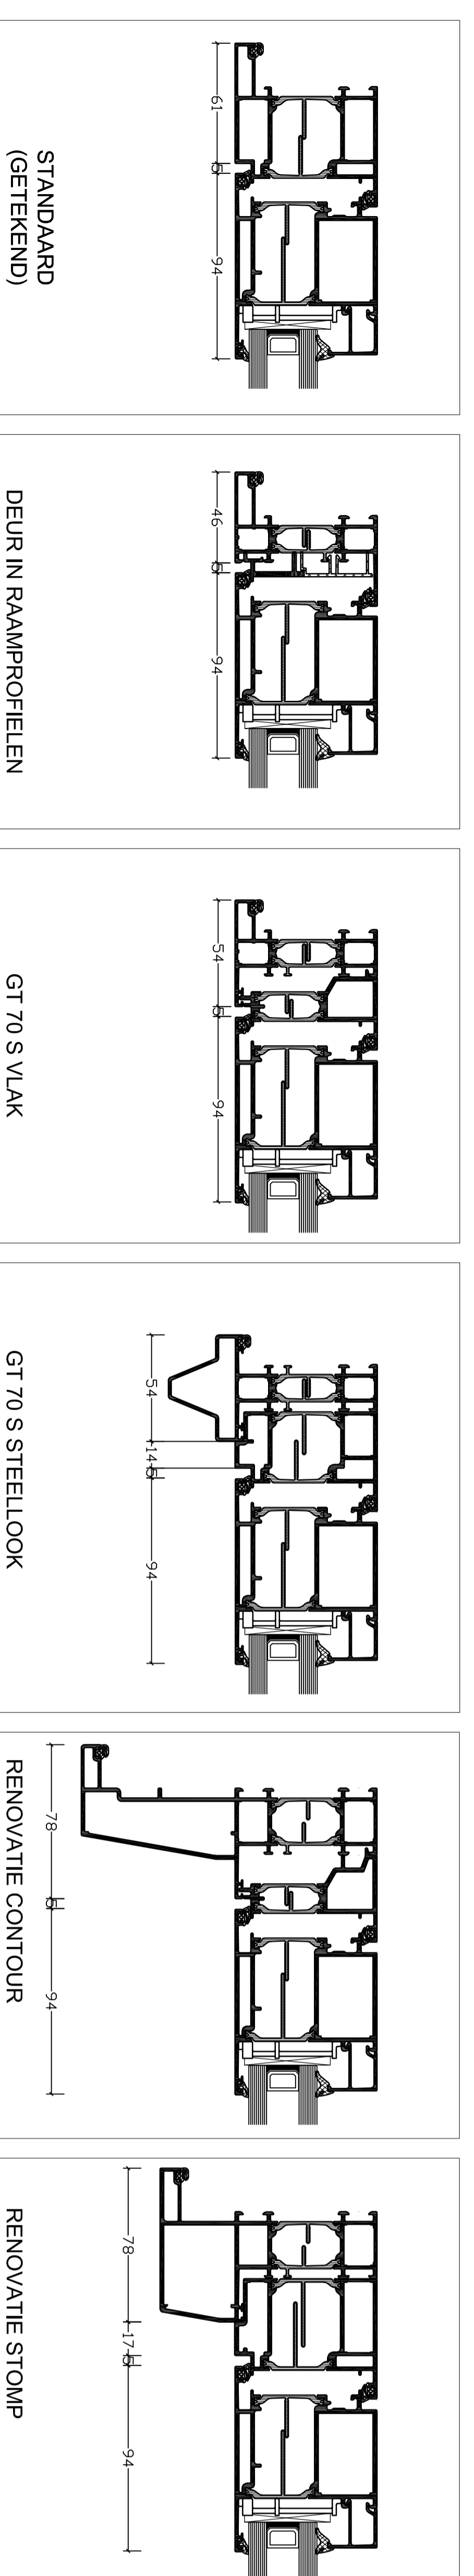 61
5
94
STANDAARD
(GETEKEND)
46
5
94
DEUR IN RAAMPROFIELEN
54
5
94
GT 70 S VLAK
54
14
5
94
GT 70 S STEELLOOK
78
5
94
RENOVATIE CONTOUR
78
17
5
94
RENOVATIE STOMP